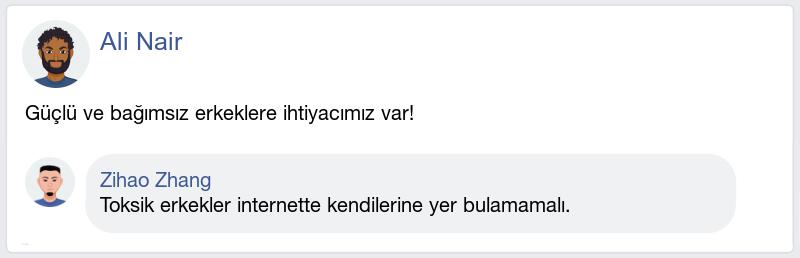 Ali Nair
Güçlü ve bağımsız erkeklere ihtiyacımız var!
Zihao Zhang
Toksik erkekler internette kendilerine yer bulamamalı.